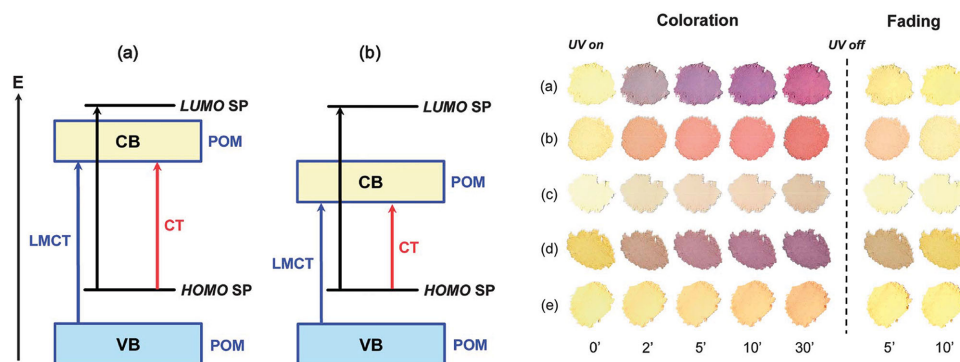 (a)
(b)
E
LUMO SP
CB
POM
LMCT
CT
HOMO SP
VB
POM
LUMO SP
CB
POM
LMCT
CT
HOMO SP
VB
POM
Coloration
Fading
UV on
UV off
(a)
(b)
(c)
(d)
(e)
0’ 2’ 5’ 10’ 30’ 5’ 10’